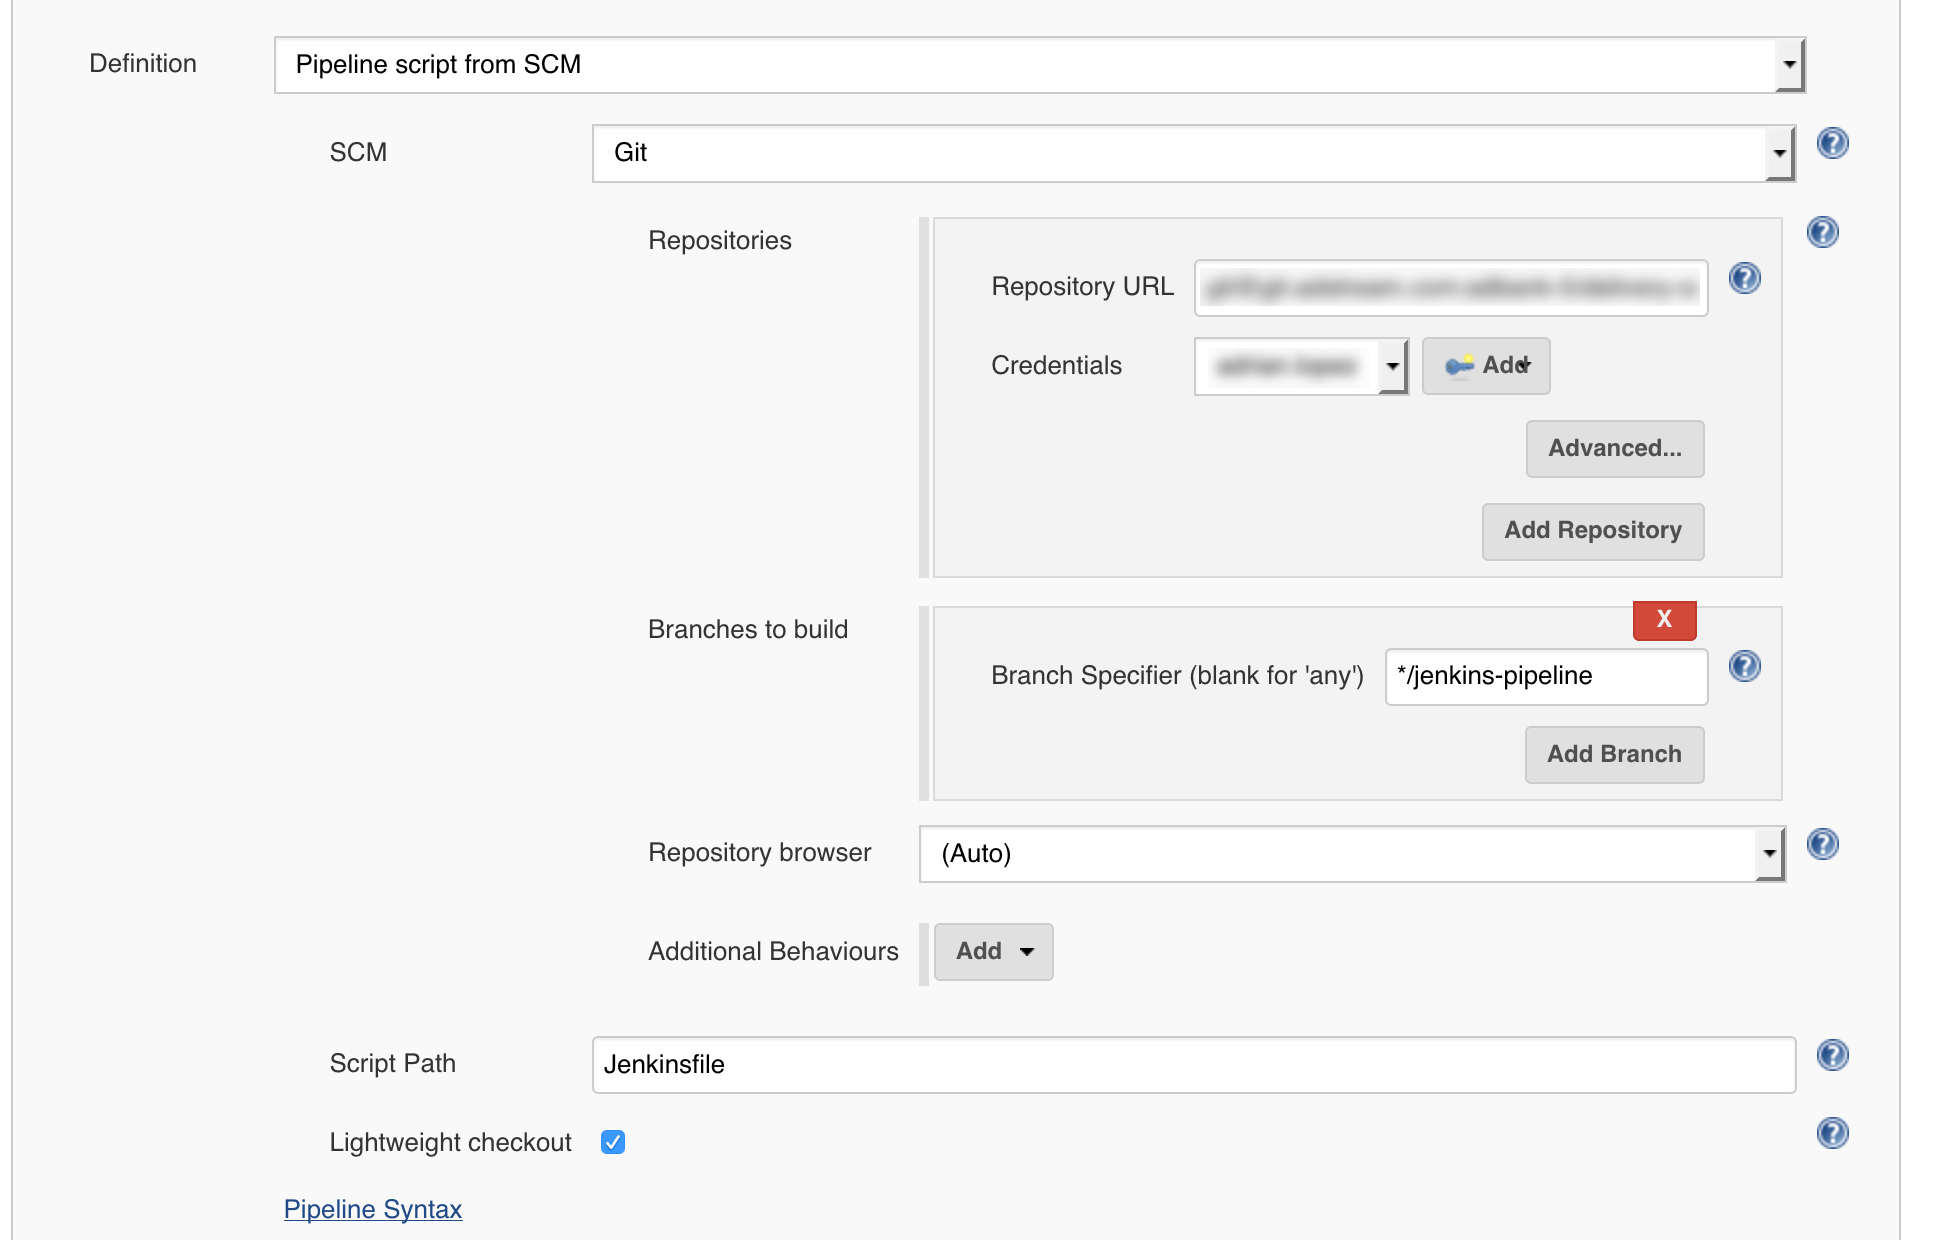 Definition
Pipeline script from SCM
SCM
Git
Repositories
Repository URL
Credentials
Add
Advanced...
Add Repository
Branches to build
X
Branch Specifier (blank for 'any')
*/jenkins-pipeline
Add Branch
Repository browser
(Auto)
Additional Behaviours
Add
Script Path
Jenkinsfile
Lightweight checkout
Pipeline Syntax